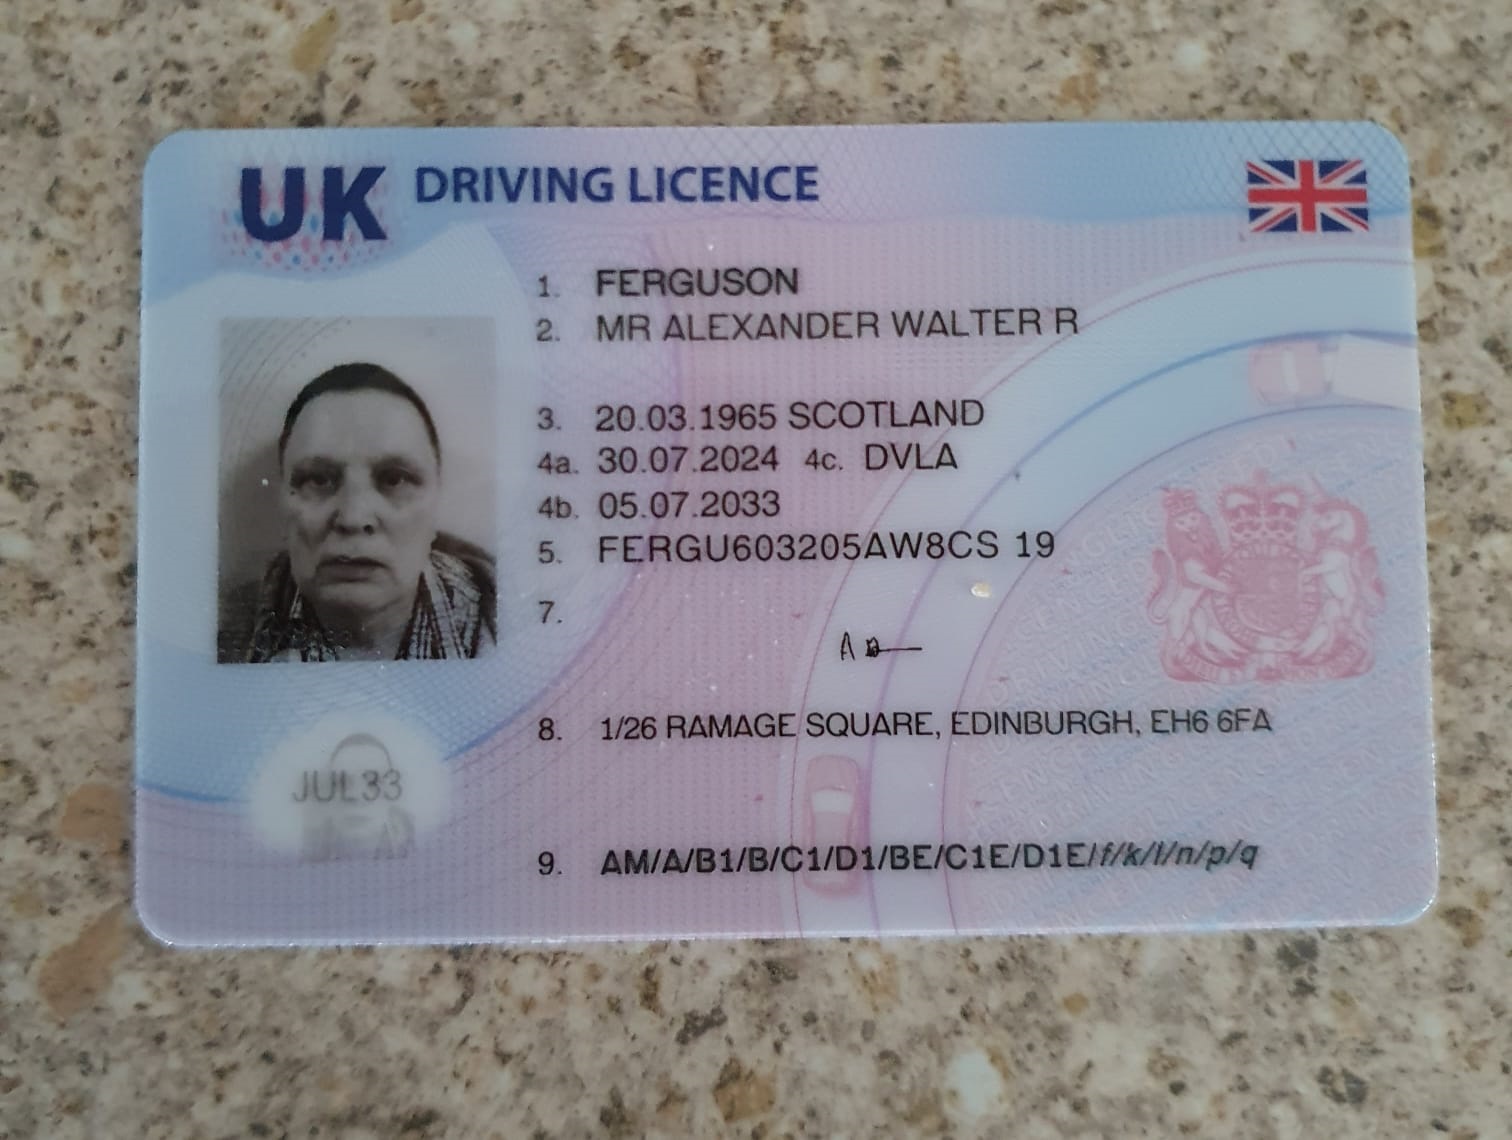 UK DRIVING LICENCE
1. FERGUSON
2. MR ALEXANDER WALTER R
3. 20.03.1965 SCOTLAND
4a. 30.07.2024 4c. DVLA
4b. 05.07.2033
5. FERGU603205AW8CS 19
7.
8. 1/26 RAMAGE SQUARE, EDINBURGH, EH6 6FA
JUL33
9. AM/A/B1/B/C1/D1/BE/C1E/D1E/f/k/l/n/p/q